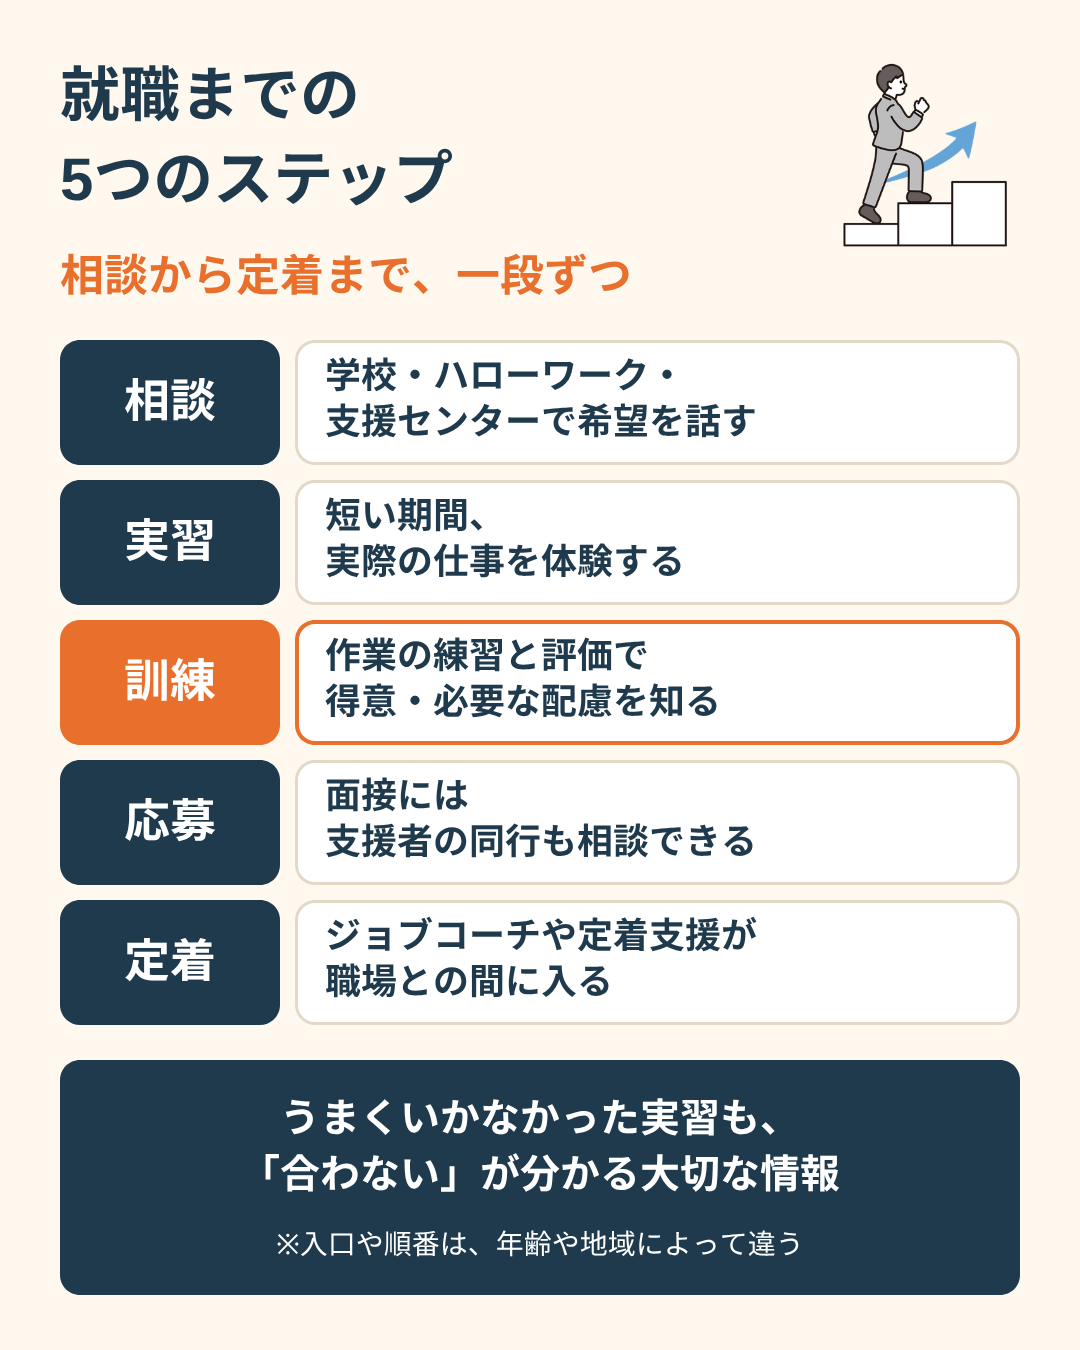 就職までの
5つのステップ
相談から定着まで、一段ずつ
相談
学校・ハローワーク・
支援センターで希望を話す
実習
短い期間、
実際の仕事を体験する
訓練
作業の練習と評価で
得意・必要な配慮を知る
応募
面接には
支援者の同行も相談できる
定着
ジョブコーチや定着支援が
職場との間に入る
うまくいかなかった実習も、
「合わない」が分かる大切な情報
※入口や順番は、年齢や地域によって違う